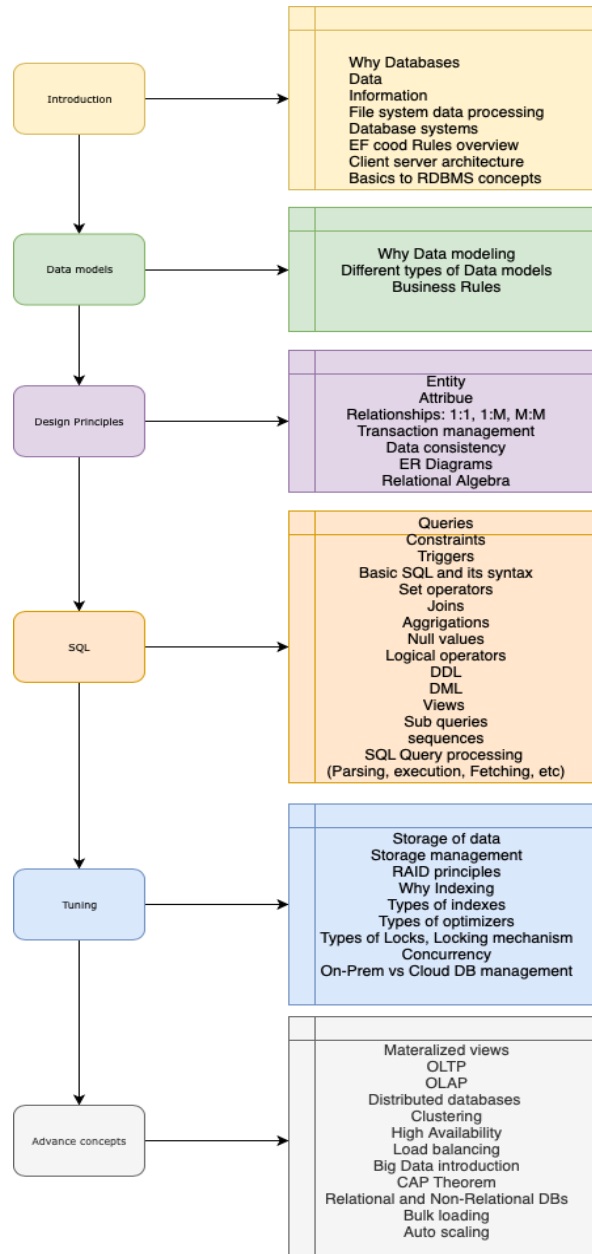 Introduction
Why Databases
Data
Information
File system data processing
Database systems
EF cood Rules overview
Client server architecture
Basics to RDBMS concepts
Data models
Why Data modeling
Different types of Data models
Business Rules
Design Principles
Entity
Attribue
Relationships: 1:1, 1:M, M:M
Transaction management
Data consistency
ER Diagrams
Relational Algebra
SQL
Queries
Constraints
Triggers
Basic SQL and its syntax
Set operators
Joins
Aggrigations
Null values
Logical operators
DDL
DML
Views
Sub queries
sequences
SQL Query processing
(Parsing, execution, Fetching, etc)
Tuning
Storage of data
Storage management
RAID principles
Why Indexing
Types of indexes
Types of optimizers
Types of Locks, Locking mechanism
Concurrency
On-Prem vs Cloud DB management
Advance concepts
Materalized views
OLTP
OLAP
Distributed databases
Clustering
High Availability
Load balancing
Big Data introduction
CAP Theorem
Relational and Non-Relational DBs
Bulk loading
Auto scaling